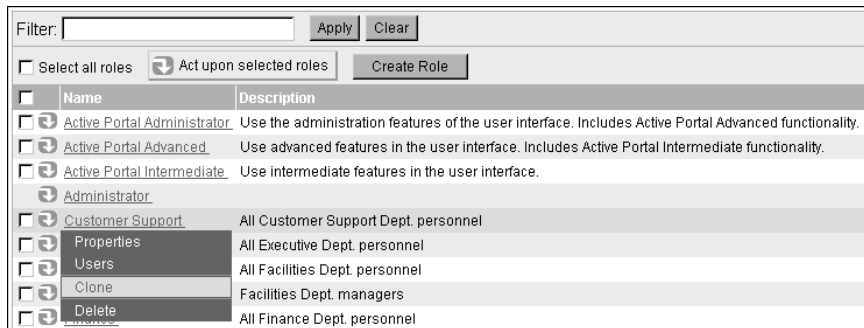 Filter: Apply Clear
Select all roles Act upon selected roles Create Role
Name Description
Active Portal Administrator Use the administration features of the user interface. Includes Active Portal Advanced functionality.
Active Portal Advanced Use advanced features in the user interface. Includes Active Portal Intermediate functionality.
Active Portal Intermediate Use intermediate features in the user interface.
Administrator
Customer Support All Customer Support Dept. personnel
Properties All Executive Dept. personnel
Users All Facilities Dept. personnel
Clone Facilities Dept. managers
Delete
Finance All Finance Dept. personnel